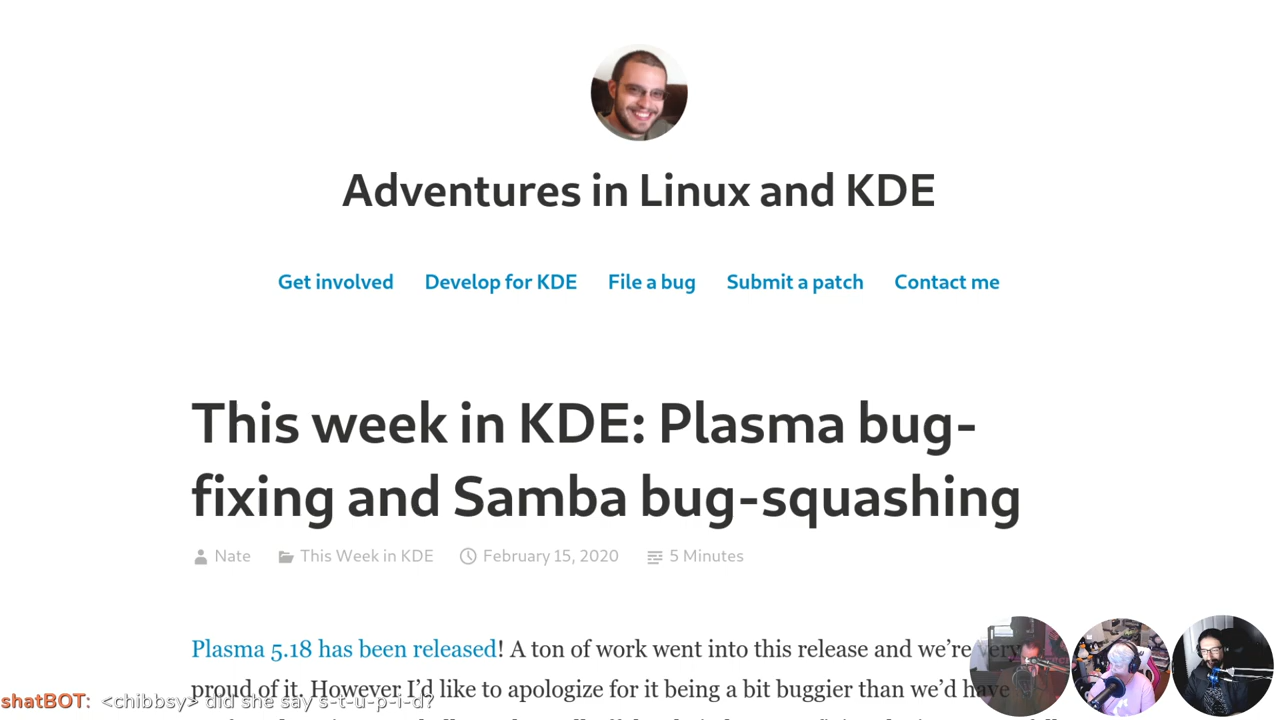 Adventures in Linux and KDE
Get involved Develop for KDE File a bug Submit a patch Contact me
This week in KDE: Plasma bug-
fixing and Samba bug-squashing
Nate This Week in KDE February 15, 2020 5 Minutes
Plasma 5.18 has been released! A ton of work went into this release and we’re very
proud of it. However I’d like to apologize for it being a bit buggier than we’d have
shatBOT: <chibbsy> did she say s-t-u-p-i-d?